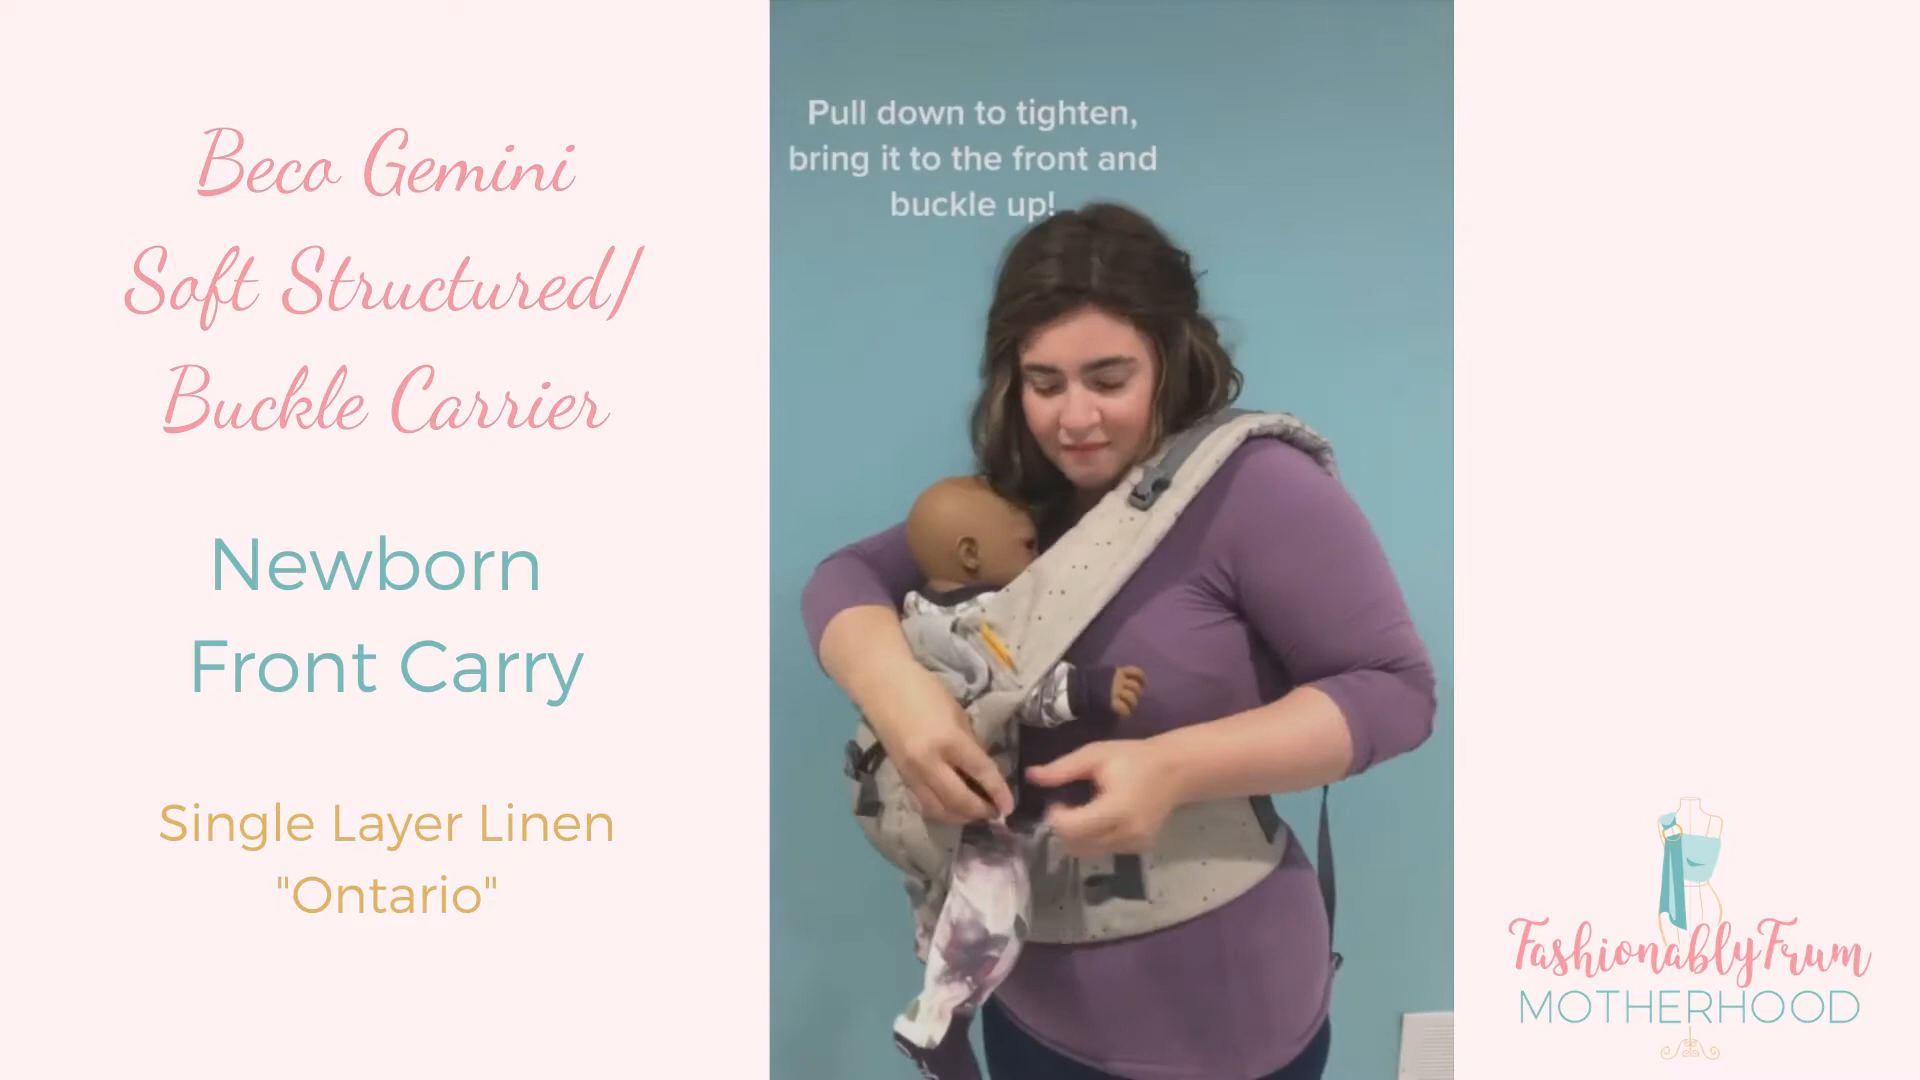 Beco Gemini
Soft Structured/
Buckle Carrier
Newborn
Front Carry
Single Layer Linen
"Ontario"
Pull down to tighten,
bring it to the front and
buckle up!
FashionablyFrum
MOTHERHOOD